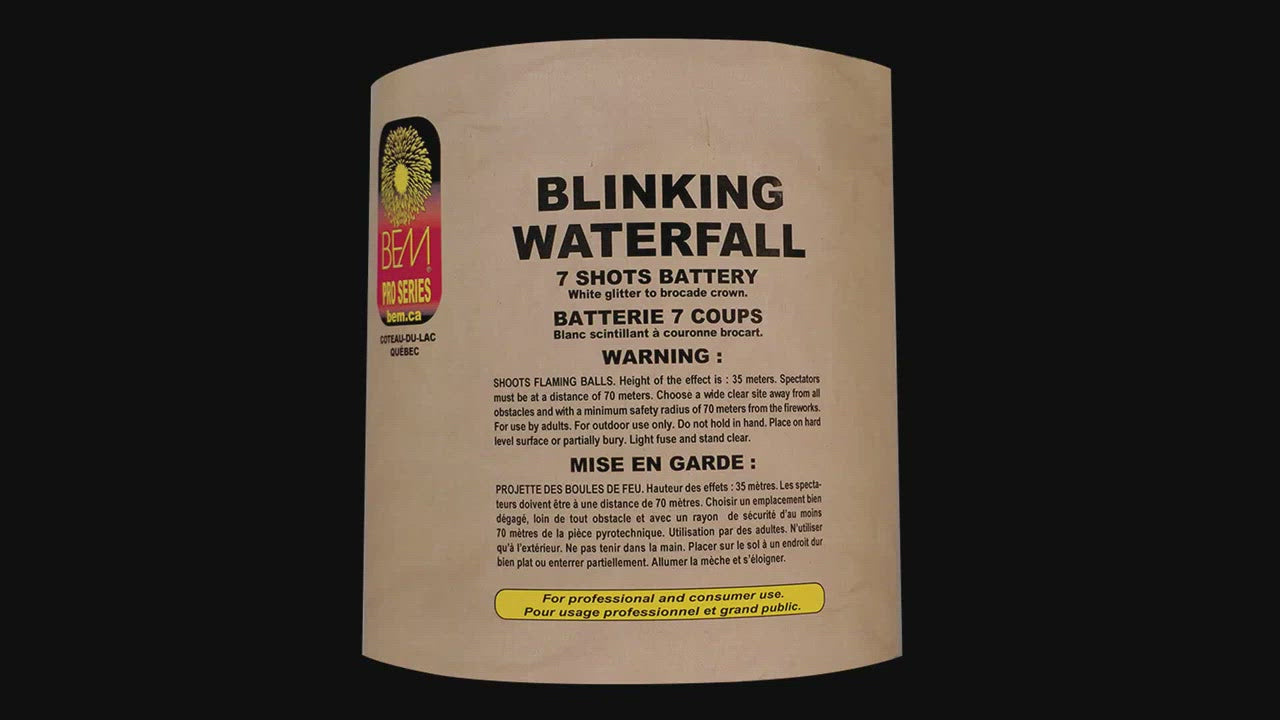 BEM
PRO SERIES
bem.ca
COTEAU-DU-LAC
QUÉBEC
BLINKING
WATERFALL
7 SHOTS BATTERY
White glitter to brocade crown.
BATTERIE 7 COUPS
Blanc scintillant à couronne brocart.
WARNING :
SHOOTS FLAMING BALLS. Height of the effect is : 35 meters. Spectators
must be at a distance of 70 meters. Choose a wide clear site away from all
obstacles and with a minimum safety radius of 70 meters from the fireworks.
For use by adults. For outdoor use only. Do not hold in hand. Place on hard
level surface or partially bury. Light fuse and stand clear.
MISE EN GARDE :
PROJETTE DES BOULES DE FEU. Hauteur des effets : 35 mètres. Les specta-
teurs doivent être à une distance de 70 mètres. Choisir un emplacement bien
dégagé, loin de tout obstacle et avec un rayon de sécurité d'au moins
70 mètres de la pièce pyrotechnique. Utilisation par des adultes. N'utiliser
qu'à l'extérieur. Ne pas tenir dans la main. Placer sur le sol à un endroit dur
bien plat ou enterrer partiellement. Allumer la mèche et s'éloigner.
For professional and consumer use.
Pour usage professionnel et grand public.